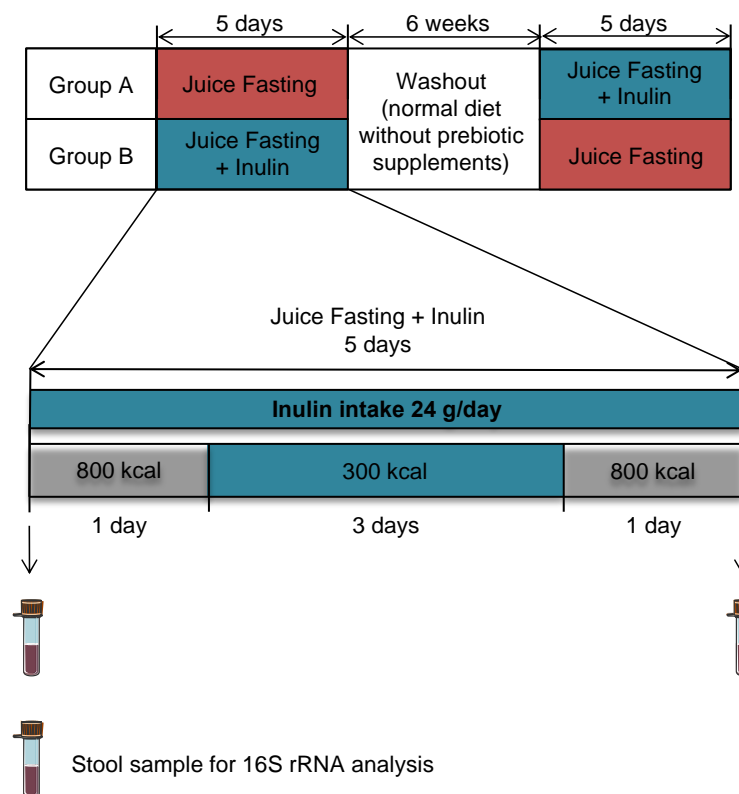 5 days
6 weeks
5 days
Group A
Juice Fasting
Washout
(normal diet
without prebiotic
supplements)
Juice Fasting
+ Inulin
Group B
Juice Fasting
+ Inulin
Juice Fasting
Juice Fasting + Inulin
5 days
Inulin intake 24 g/day
800 kcal
300 kcal
800 kcal
1 day
3 days
1 day
Stool sample for 16S rRNA analysis